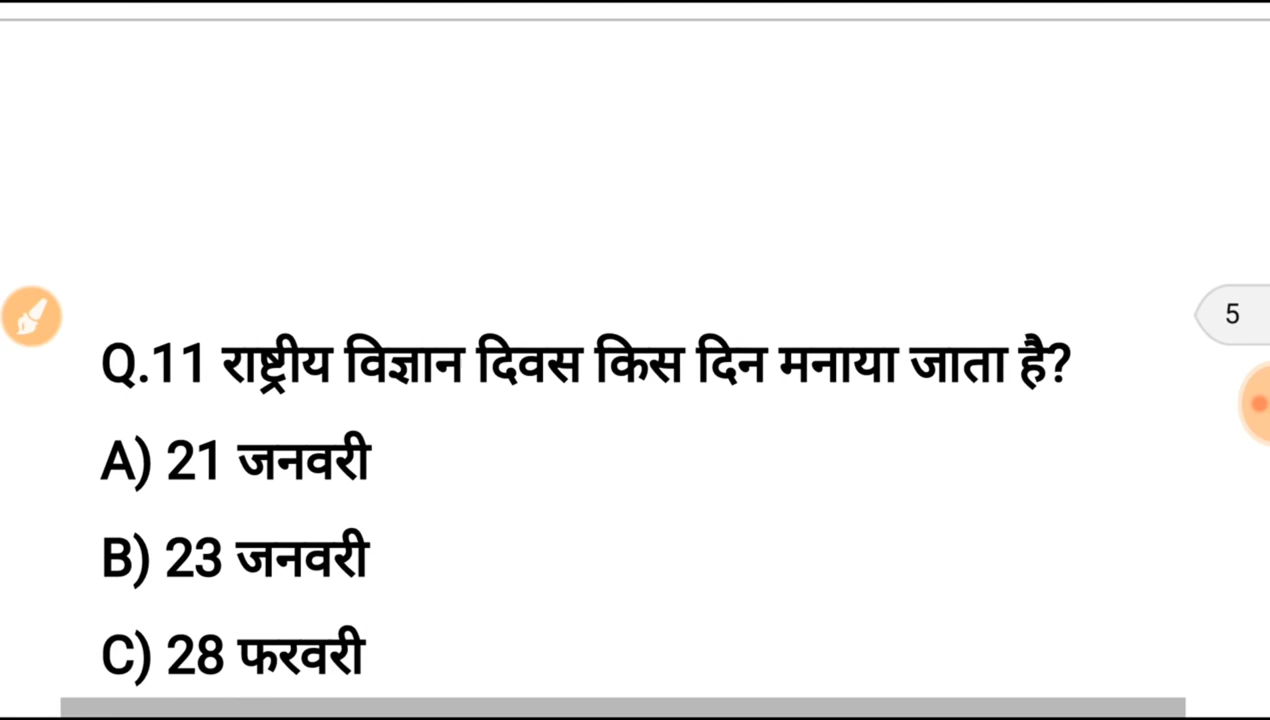 5
Q.11 राष्ट्रीय विज्ञान दिवस किस दिन मनाया जाता है?
A) 21 जनवरी
B) 23 जनवरी
C) 28 फरवरी